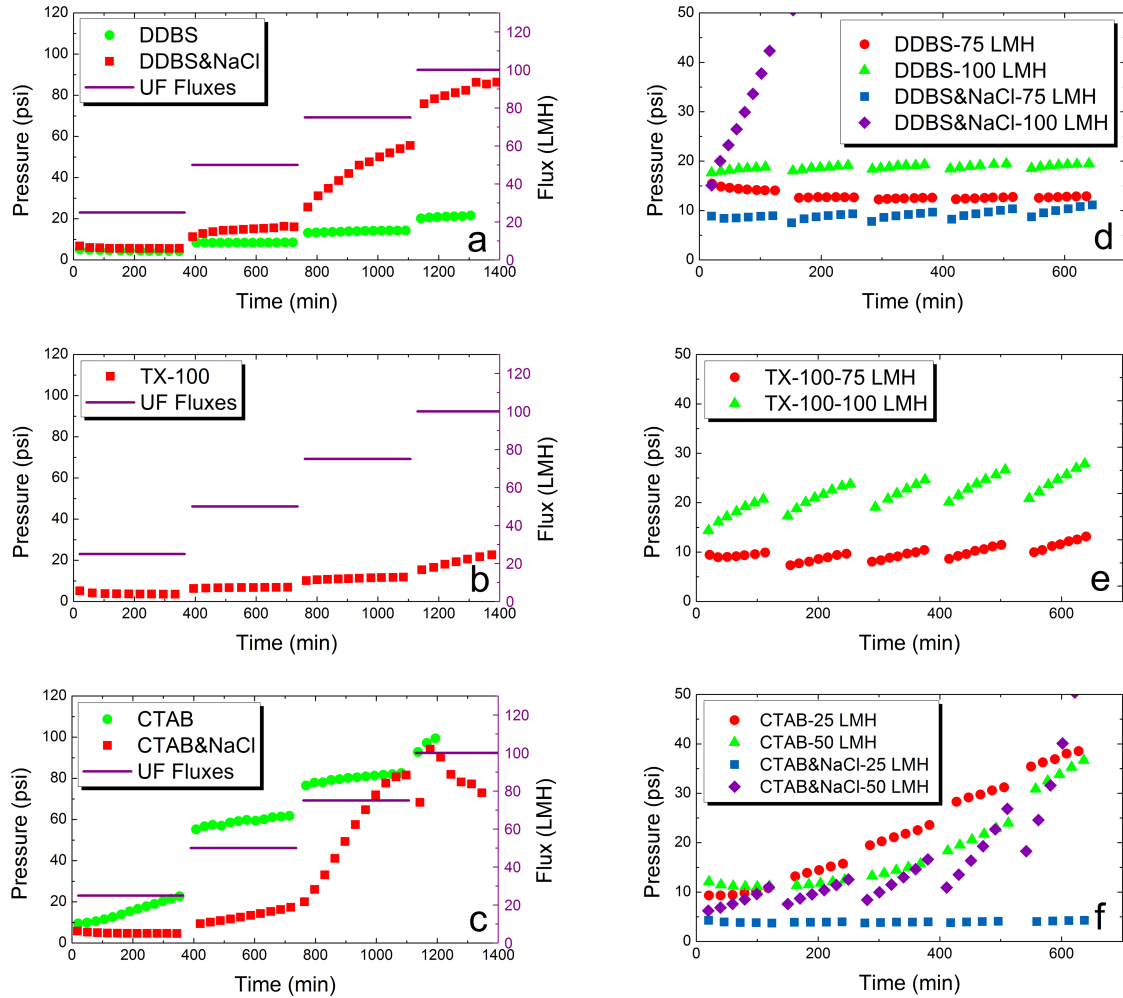 DDBS
DDBS&NaCl
UF Fluxes
Pressure (psi)
120
100
80
60
40
20
0
0 200 400 600 800 1000 1200 1400
Time (min)
Flux (LMH)
120
100
80
60
40
20
0
a
DDBS-75 LMH
DDBS-100 LMH
DDBS&NaCl-75 LMH
DDBS&NaCl-100 LMH
Pressure (psi)
50
40
30
20
10
0
0 200 400 600
Time (min)
d
TX-100
UF Fluxes
Pressure (psi)
120
100
80
60
40
20
0
0 200 400 600 800 1000 1200 1400
Time (min)
Flux (LMH)
120
100
80
60
40
20
0
b
TX-100-75 LMH
TX-100-100 LMH
Pressure (psi)
50
40
30
20
10
0
0 200 400 600
Time (min)
e
CTAB
CTAB&NaCl
UF Fluxes
Pressure (psi)
120
100
80
60
40
20
0
0 200 400 600 800 1000 1200 1400
Time (min)
Flux (LMH)
120
100
80
60
40
20
0
c
CTAB-25 LMH
CTAB-50 LMH
CTAB&NaCl-25 LMH
CTAB&NaCl-50 LMH
Pressure (psi)
50
40
30
20
10
0
0 200 400 600
Time (min)
f